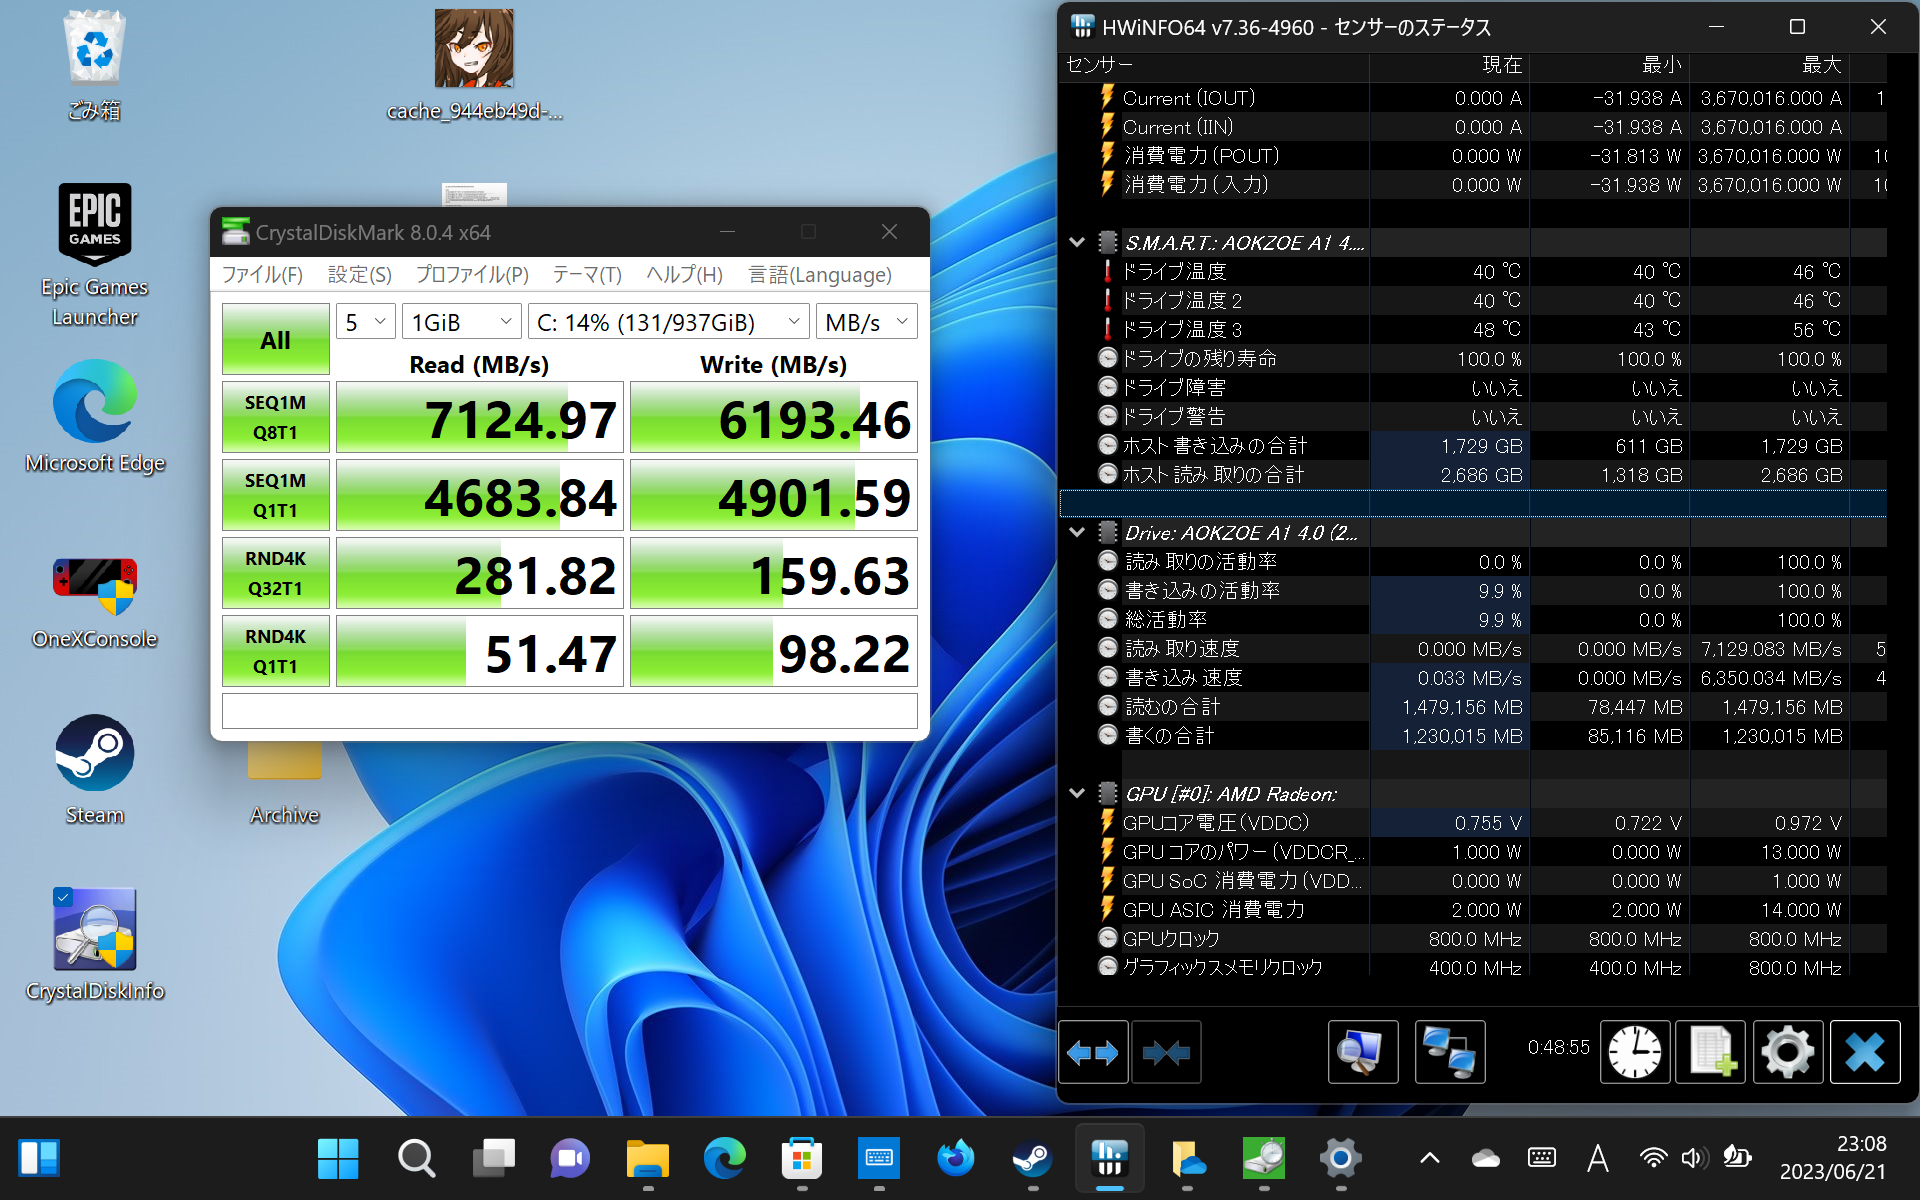 ごみ箱
cache_944eb49d-...
EPIC
GAMES
Epic Games
Launcher
Microsoft Edge
OneXConsole
Steam
Archive
CrystalDiskInfo
CrystalDiskMark 8.0.4 x64
ファイル(F) 設定(S) プロファイル(P) テーマ(T) ヘルプ(H) 言語(Language)
All
5 1GiB C: 14% (131/937GiB) MB/s
Read (MB/s) Write (MB/s)
SEQ1M
Q8T1
7124.97 6193.46
SEQ1M
Q1T1
4683.84 4901.59
RND4K
Q32T1
281.82 159.63
RND4K
Q1T1
51.47 98.22
HWiNFO64 v7.36-4960 - センサーのステータス
センサー 現在 最小 最大
Current (IOUT) 0.000 A -31.938 A 3,670,016.000 A 1
Current (IIN) 0.000 A -31.938 A 3,670,016.000 A
消費電力 (POUT) 0.000 W -31.813 W 3,670,016.000 W 1
消費電力 (入力) 0.000 W -31.938 W 3,670,016.000 W 1
S.M.A.R.T.: AOKZOE A1 4....
ドライブ温度 40 ℃ 40 ℃ 46 ℃
ドライブ温度 2 40 ℃ 40 ℃ 46 ℃
ドライブ温度 3 48 ℃ 43 ℃ 56 ℃
ドライブの残り寿命 100.0 % 100.0 % 100.0 %
ドライブ障害 いいえ いいえ いいえ
ドライブ警告 いいえ いいえ いいえ
ホスト書き込みの合計 1,729 GB 611 GB 1,729 GB
ホスト読み取りの合計 2,686 GB 1,318 GB 2,686 GB
Drive: AOKZOE A1 4.0 (2...
読み取りの活動率 0.0 % 0.0 % 100.0 %
書き込みの活動率 9.9 % 0.0 % 100.0 %
総活動率 9.9 % 0.0 % 100.0 %
読み取り速度 0.000 MB/s 0.000 MB/s 7,129.083 MB/s 5
書き込み速度 0.033 MB/s 0.000 MB/s 6,350.034 MB/s 4
読むの合計 1,479,156 MB 78,447 MB 1,479,156 MB
書くの合計 1,230,015 MB 85,116 MB 1,230,015 MB
GPU [#0]: AMD Radeon:
GPUコア電圧 (VDDC) 0.755 V 0.722 V 0.972 V
GPU コアのパワー (VDDCR_... 1.000 W 0.000 W 13.000 W
GPU SoC 消費電力 (VDD... 0.000 W 0.000 W 1.000 W
GPU ASIC 消費電力 2.000 W 2.000 W 14.000 W
GPUクロック 800.0 MHz 800.0 MHz 800.0 MHz
グラフィックスメモリクロック 400.0 MHz 400.0 MHz 800.0 MHz
0:48:55
A
23:08
2023/06/21